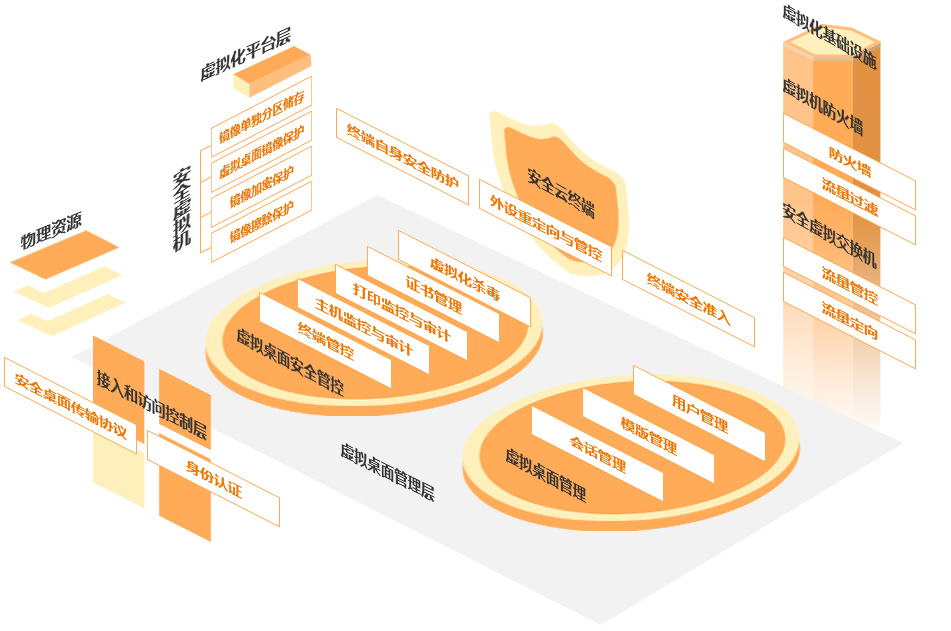 虚拟化平台层
镜像单独分区储存
虚拟桌面镜像保护
镜像加密保护
镜像擦除保护
安全虚拟机
物理资源
终端自身安全防护
安全云终端
外设重定向与管控
终端安全准入
虚拟化基础设施
虚拟机防火墙
防火墙
流量过滤
安全虚拟交换机
流量管控
流量定向
虚拟化杀毒
证书管理
打印监控与审计
主机监控与审计
终端管控
虚拟桌面安全管控
接入和访问控制层
安全桌面传输协议
身份认证
虚拟桌面管理层
用户管理
模版管理
会话管理
虚拟桌面管理